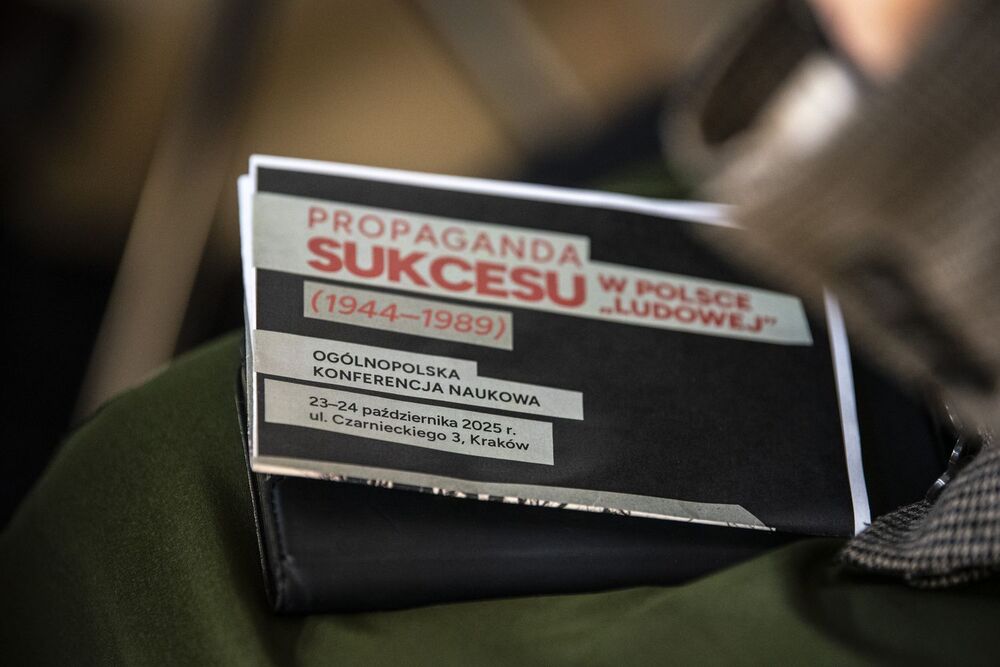 PROPAGANDA
SUKCESU
W POLSCE
„LUDOWEJ”
(1944–1989)
OGÓLNOPOLSKA
KONFERENCJA NAUKOWA
23–24 października 2025 r.
ul. Czarnieckiego 3, Kraków